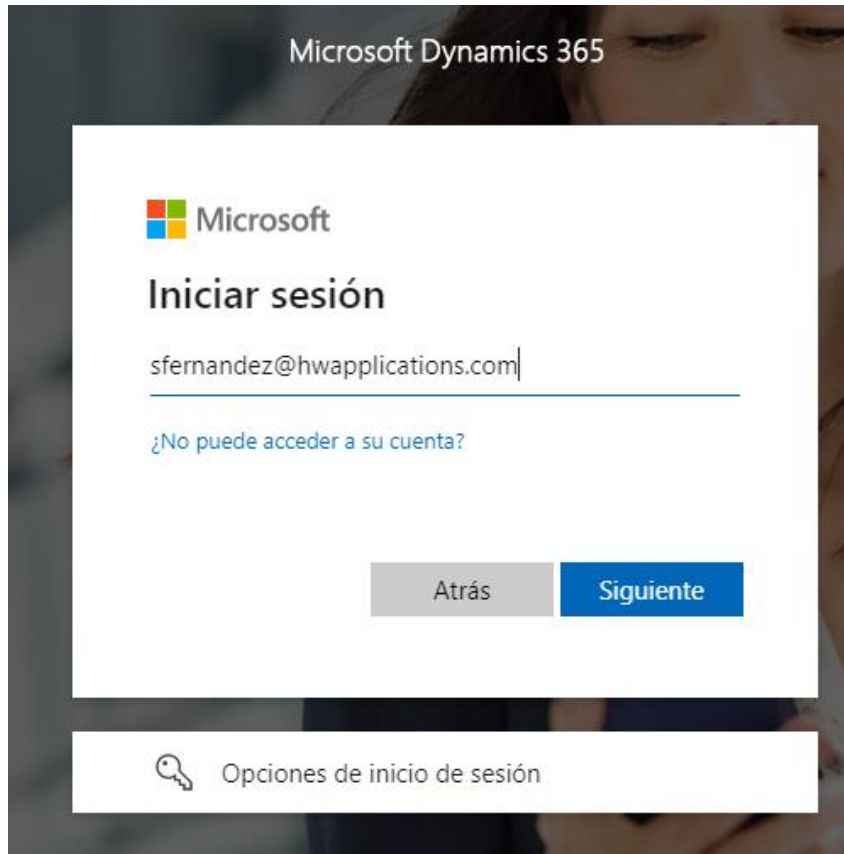 Microsoft Dynamics 365
Microsoft
Iniciar sesión
sfernandez@hwapplications.com
¿No puede acceder a su cuenta?
Atrás
Siguiente
Opciones de inicio de sesión